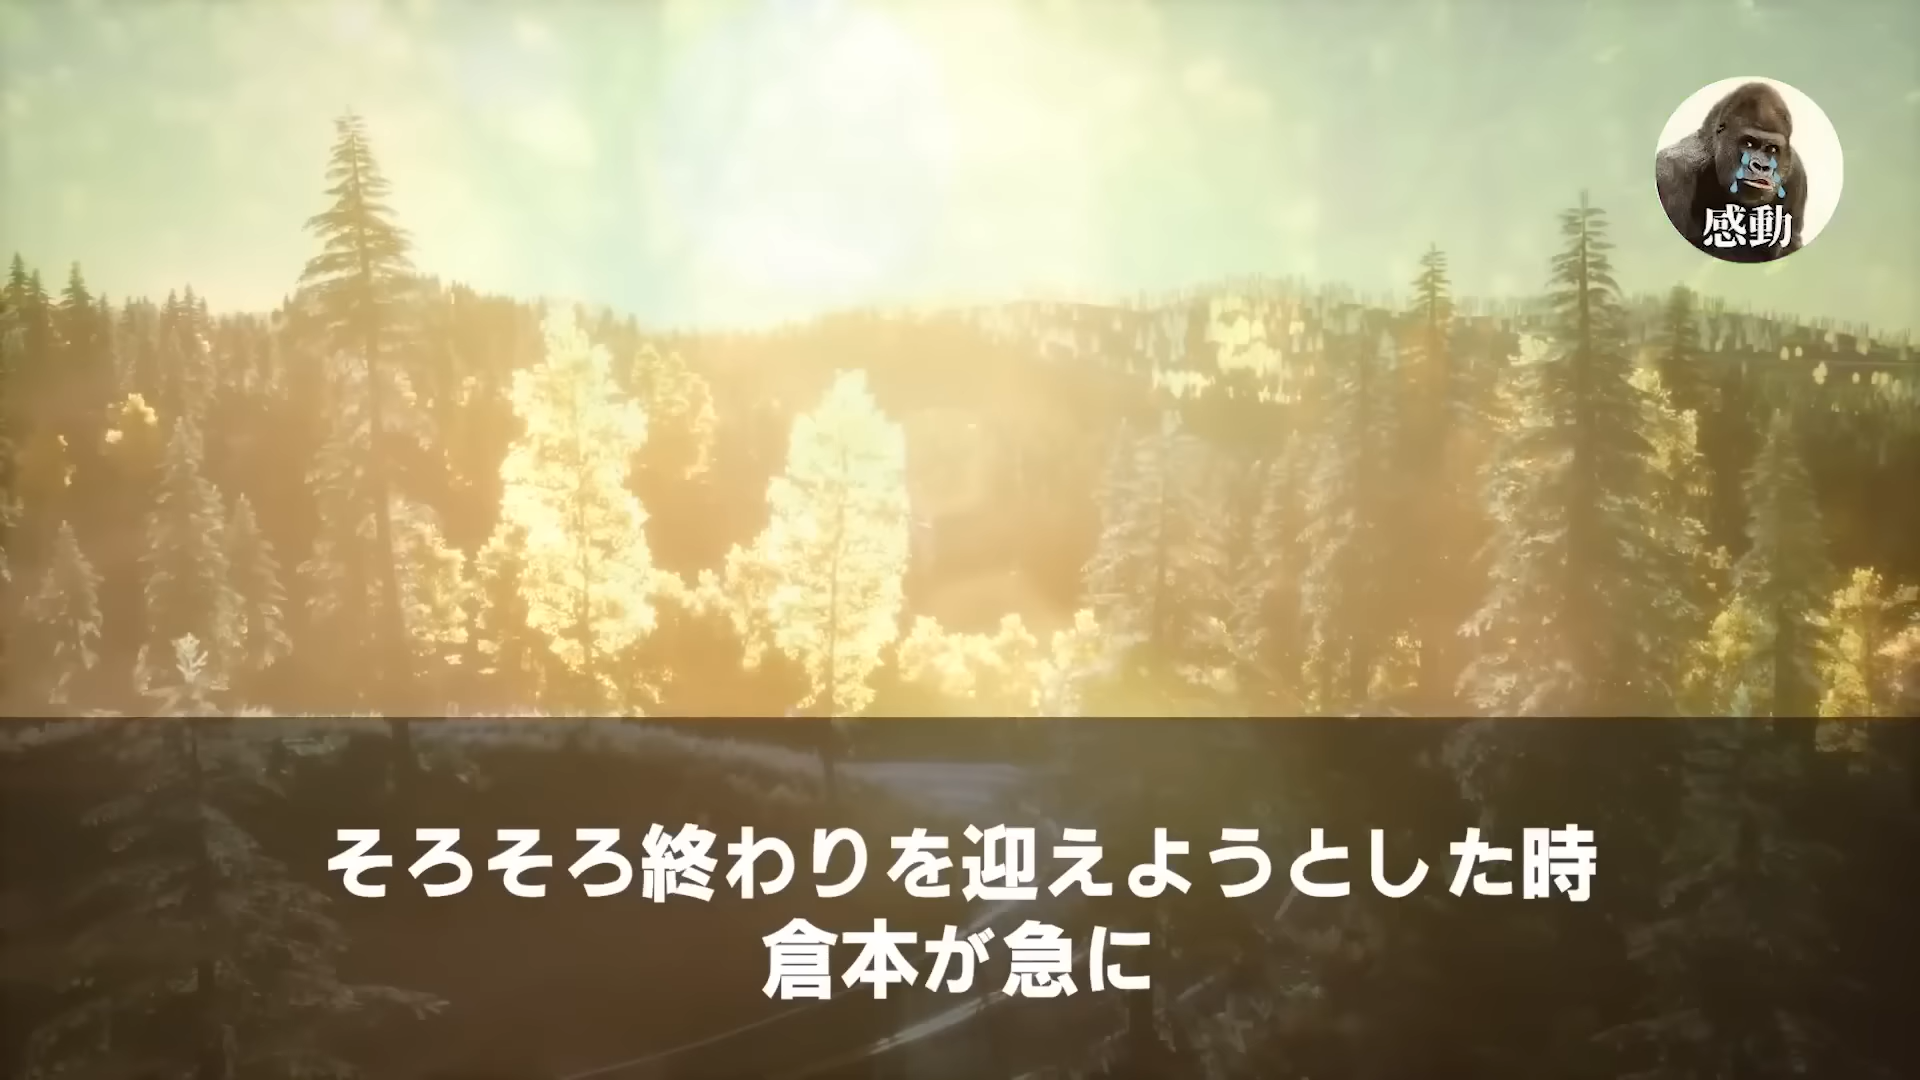 感動
そろそろ終わりを迎えようとした時
倉本が急に